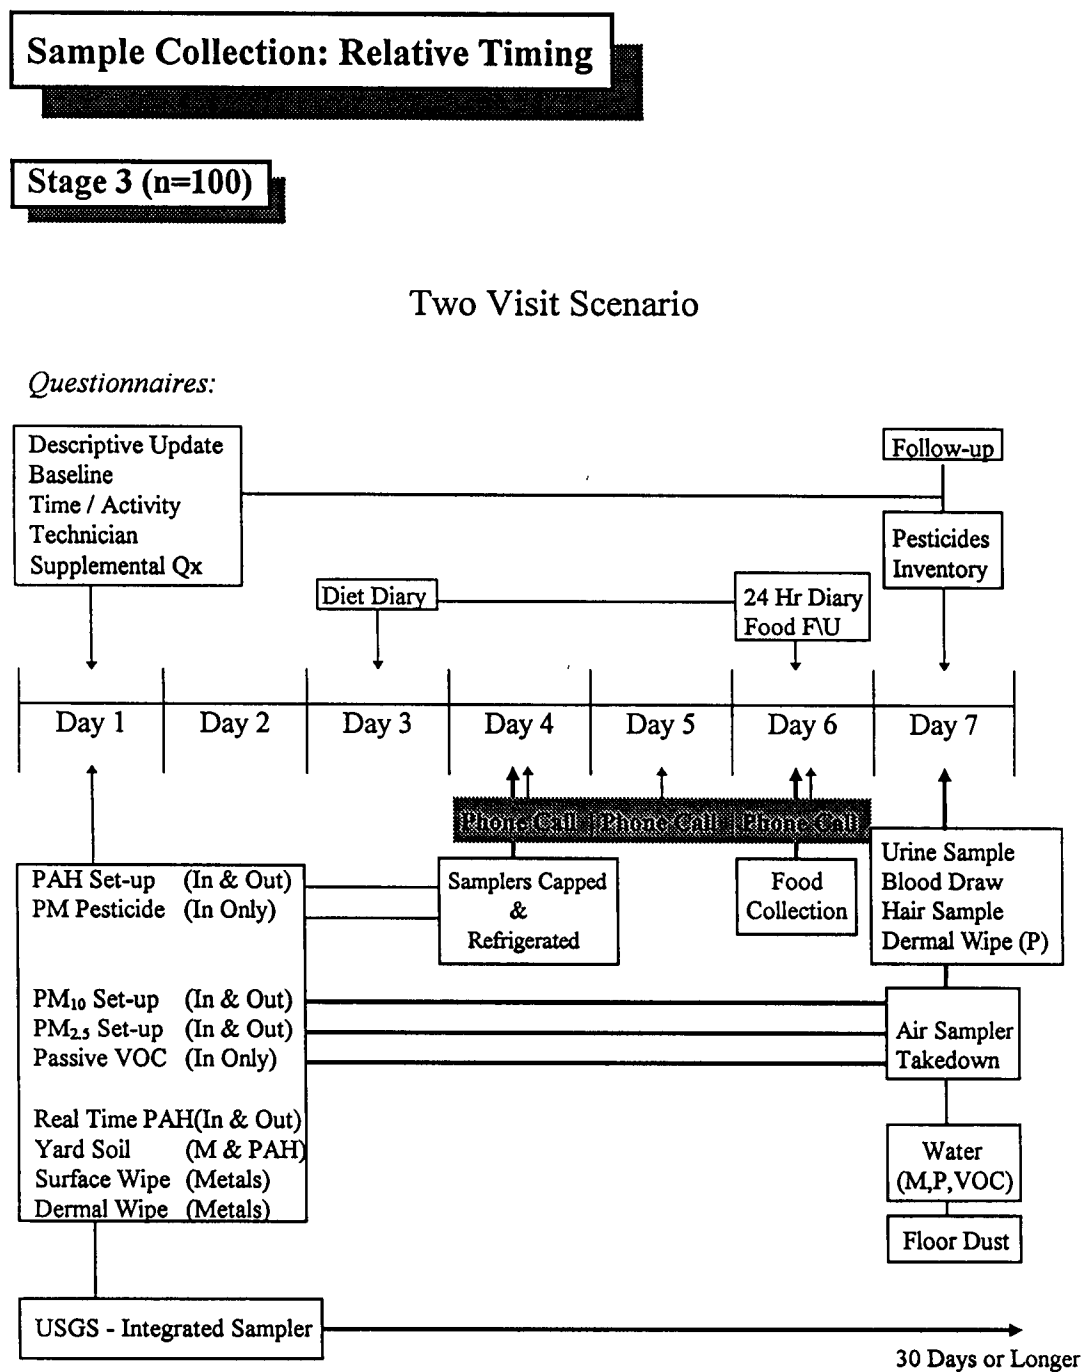 Sample Collection: Relative Timing
Stage 3 (n=100)
Two Visit Scenario
Questionnaires:
Descriptive Update
Baseline
Time / Activity
Technician
Supplemental Qx
Follow-up
Pesticides
Inventory
Diet Diary
24 Hr Diary
Food F\U
Day 1
Day 2
Day 3
Day 4
Day 5
Day 6
Day 7
Phone Call
Phone Call
Phone Call
PAH Set-up (In & Out)
PM Pesticide (In Only)
PM10 Set-up (In & Out)
PM2.5 Set-up (In & Out)
Passive VOC (In Only)
Real Time PAH(In & Out)
Yard Soil (M & PAH)
Surface Wipe (Metals)
Dermal Wipe (Metals)
Samplers Capped
&
Refrigerated
Food
Collection
Urine Sample
Blood Draw
Hair Sample
Dermal Wipe (P)
Air Sampler
Takedown
Water
(M,P,VOC)
Floor Dust
USGS - Integrated Sampler
30 Days or Longer